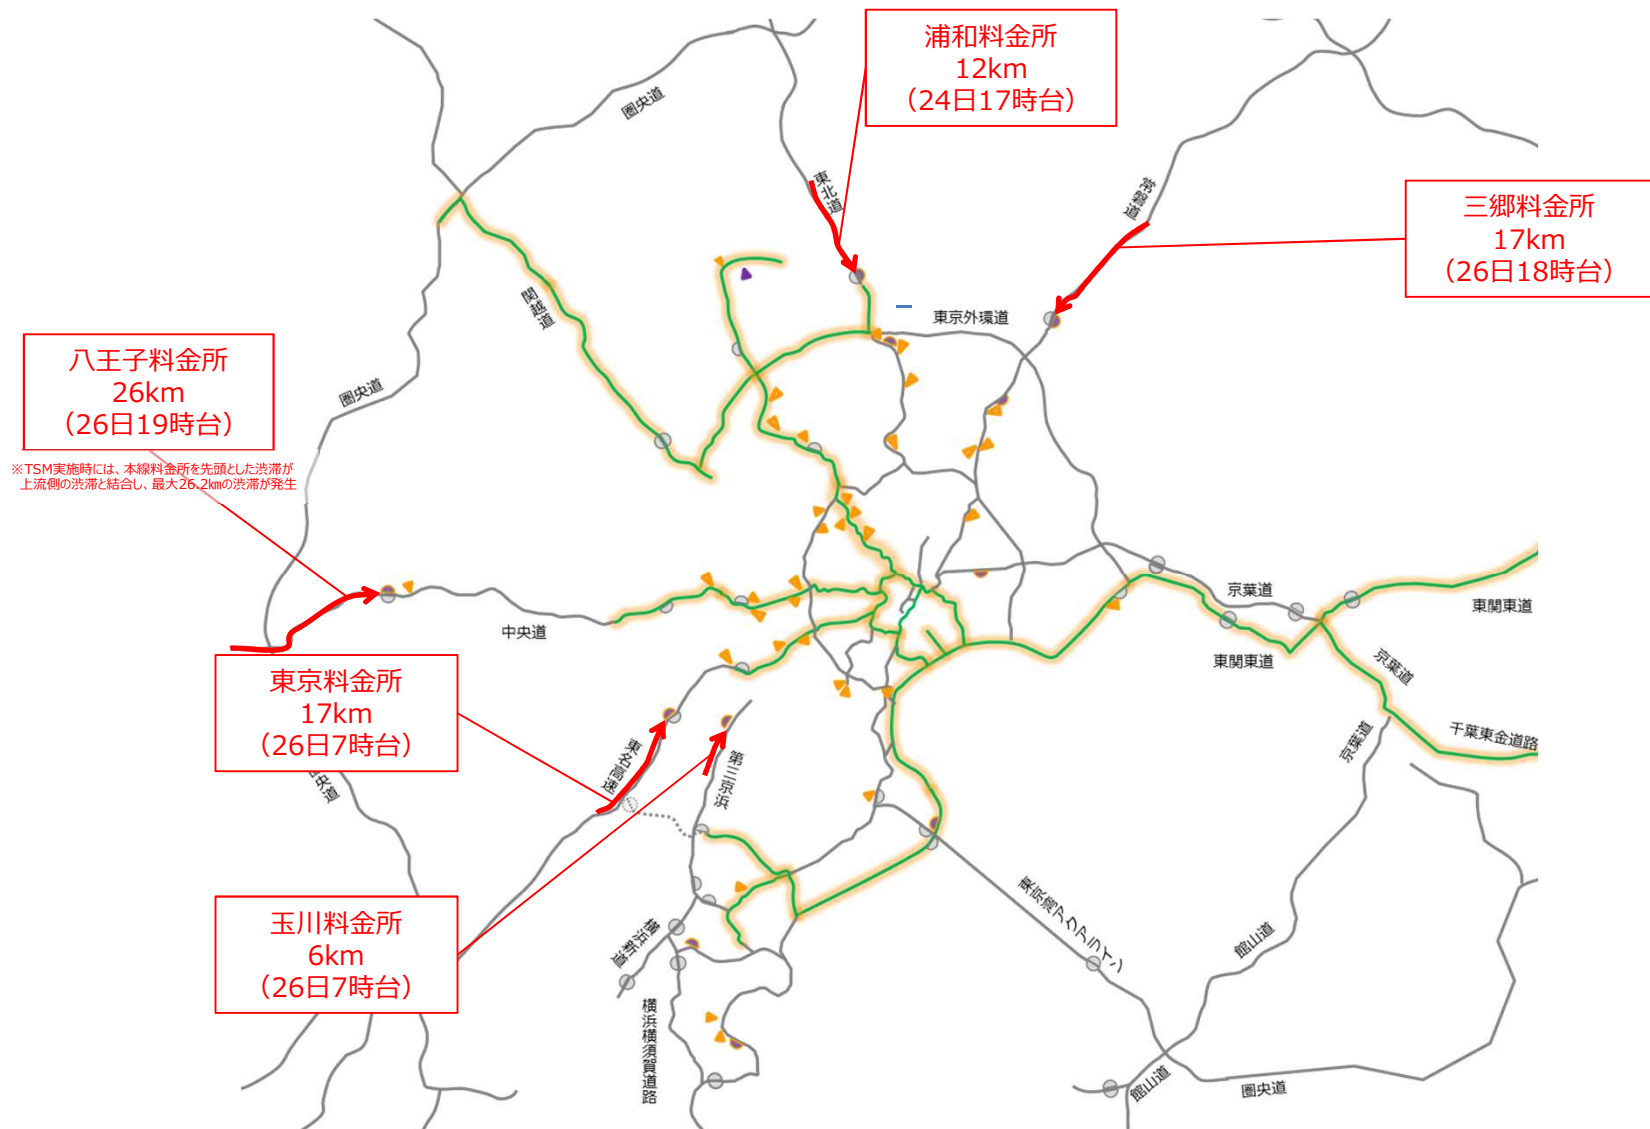 浦和料金所
12km
（24日17時台）
圏央道
東北道
常磐道
三郷料金所
17km
（26日18時台）
関越道
東京外環道
八王子料金所
26km
（26日19時台）
圏央道
※TSM実施時には、本線料金所を先頭とした渋滞が
上流側の渋滞と結合し、最大26.2kmの渋滞が発生
中央道
京葉道
東関東道
東関東道
京葉道
東京料金所
17km
（26日7時台）
圏央道
東名高速
第三京浜
京葉道
千葉東金道路
玉川料金所
6km
（26日7時台）
横浜新道
東京湾アクアライン
館山道
横浜横須賀道路
館山道
圏央道